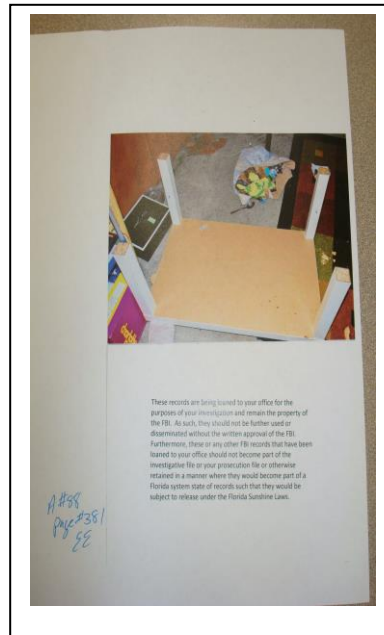 These records are being loaned to your office for the
purposes of your investigation and remain the property of
the FBI. As such, they should not be further used or
disseminated without the written approval of the FBI.
Furthermore, these or any other FBI records that have been
loaned to your office should not become part of the
investigative file or your prosecution file or otherwise
retained in a manner where they would become part of a
Florida system state of records such that they would be
subject to release under the Florida Sundrine Laws.
A #88
page #381